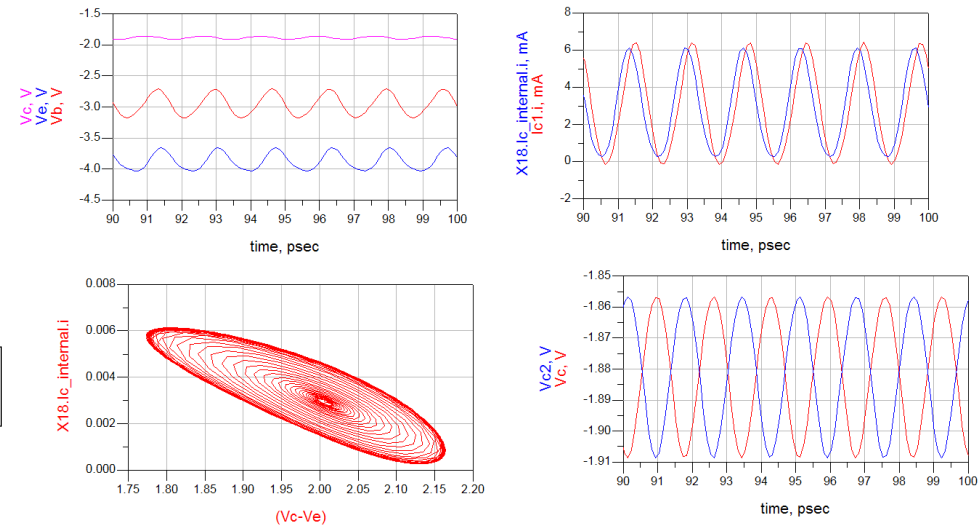 Vc, V
Ve, V
Vb, V
-1.5
-2.0
-2.5
-3.0
-3.5
-4.0
-4.5
90 91 92 93 94 95 96 97 98 99 100
time, psec
X18.Ic_internal.i, mA
Ic1.i, mA
8
6
4
2
0
-2
90 91 92 93 94 95 96 97 98 99 100
time, psec
X18.Ic_internal.i
0.008
0.006
0.004
0.002
0.000
1.75 1.80 1.85 1.90 1.95 2.00 2.05 2.10 2.15 2.20
(Vc-Ve)
Vc2, V
Vc, V
-1.85
-1.86
-1.87
-1.88
-1.89
-1.90
-1.91
90 91 92 93 94 95 96 97 98 99 100
time, psec